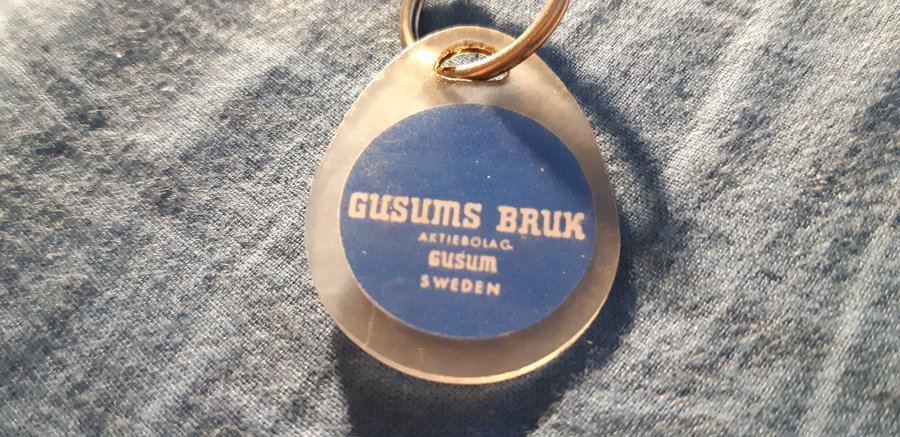 GUSUMS BRUK
AKTIEBOLAG.
GUSUM
SWEDEN